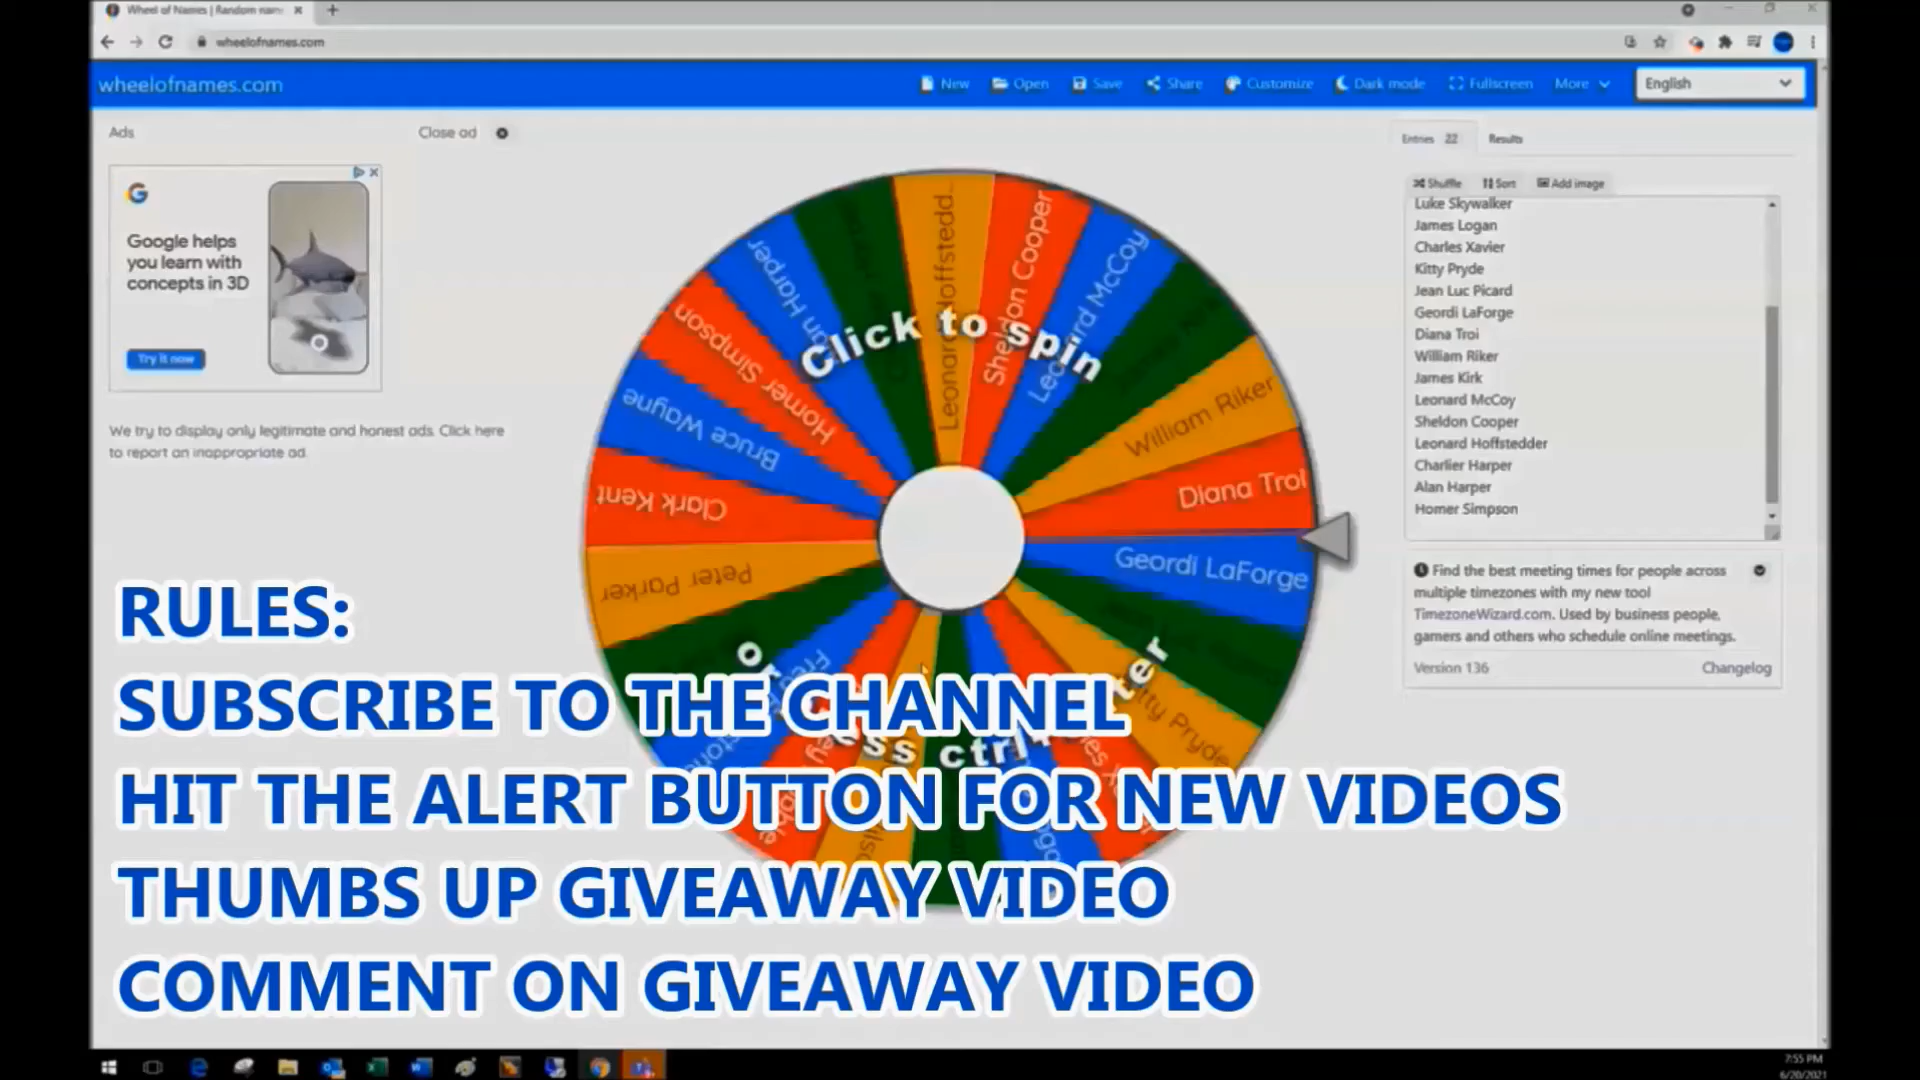 Wheel of Names | Random nam
wheelofnames.com
wheelofnames.com
New
Open
Save
Share
Customize
Dark mode
Fullscreen
More
English
Ads
Close ad
Google helps
you learn with
concepts in 3D
Try it now
We try to display only legitimate and honest ads. Click here
to report an inappropriate ad.
Click to spin
Leonard Hoffstedd...
Sheldon Cooper
Leonard McCoy
William Riker
Diana Troi
Geordi LaForge
Kitty Pryde
Peter Parker
Clark Kent
Bruce Wayne
Homer Simpson
Harper
or
ctrl+
Entries 22
Results
Shuffle
Sort
Add image
Luke Skywalker
James Logan
Charles Xavier
Kitty Pryde
Jean Luc Picard
Geordi LaForge
Diana Troi
William Riker
James Kirk
Leonard McCoy
Sheldon Cooper
Leonard Hoffstedder
Charlier Harper
Alan Harper
Homer Simpson
Find the best meeting times for people across
multiple timezones with my new tool
TimezoneWizard.com. Used by business people,
gamers and others who schedule online meetings.
Version 136
Changelog
RULES:
SUBSCRIBE TO THE CHANNEL
HIT THE ALERT BUTTON FOR NEW VIDEOS
THUMBS UP GIVEAWAY VIDEO
COMMENT ON GIVEAWAY VIDEO
7:55 PM
6/20/2021